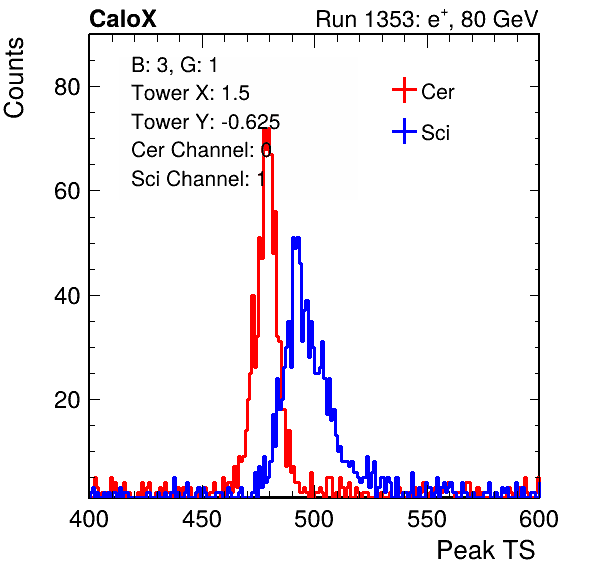 CaloX Run 1353: e⁺, 80 GeV
Counts
B: 3, G: 1
Tower X: 1.5
Tower Y: -0.625
Cer Channel: 0
Sci Channel: 1
Cer
Sci
80
60
40
20
400 450 500 550 600
Peak TS